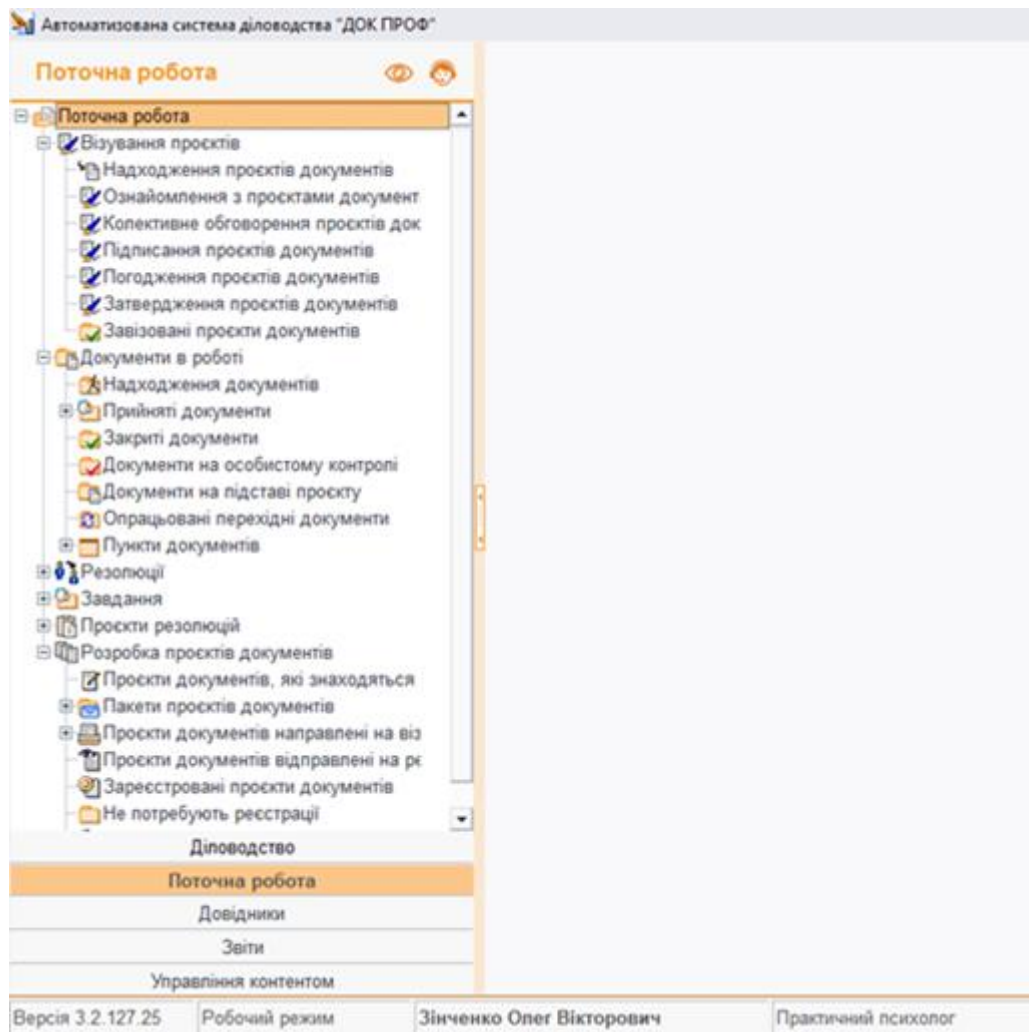 Автоматизована система діловодства "ДОК ПРОФ"
Поточна робота
Поточна робота
Візування проєктів
Надходження проєктів документів
Ознайомлення з проєктами документ
Колективне обговорення проєктів док
Підписання проєктів документів
Погодження проєктів документів
Затвердження проєктів документів
Завізовані проєкти документів
Документи в роботі
Надходження документів
Прийняті документи
Закриті документи
Документи на особистому контролі
Документи на підставі проєкту
Опрацьовані перехідні документи
Пункти документів
Резолюції
Завдання
Проєкти резолюцій
Розробка проєктів документів
Проєкти документів, які знаходяться
Пакети проєктів документів
Проєкти документів направлені на віз
Проєкти документів відправлені на ре
Зареєстровані проєкти документів
Не потребують реєстрації
Діловодство
Поточна робота
Довідники
Звіти
Управління контентом
Версія 3.2.127.25 Робочий режим Зінченко Олег Вікторович Практичний психолог